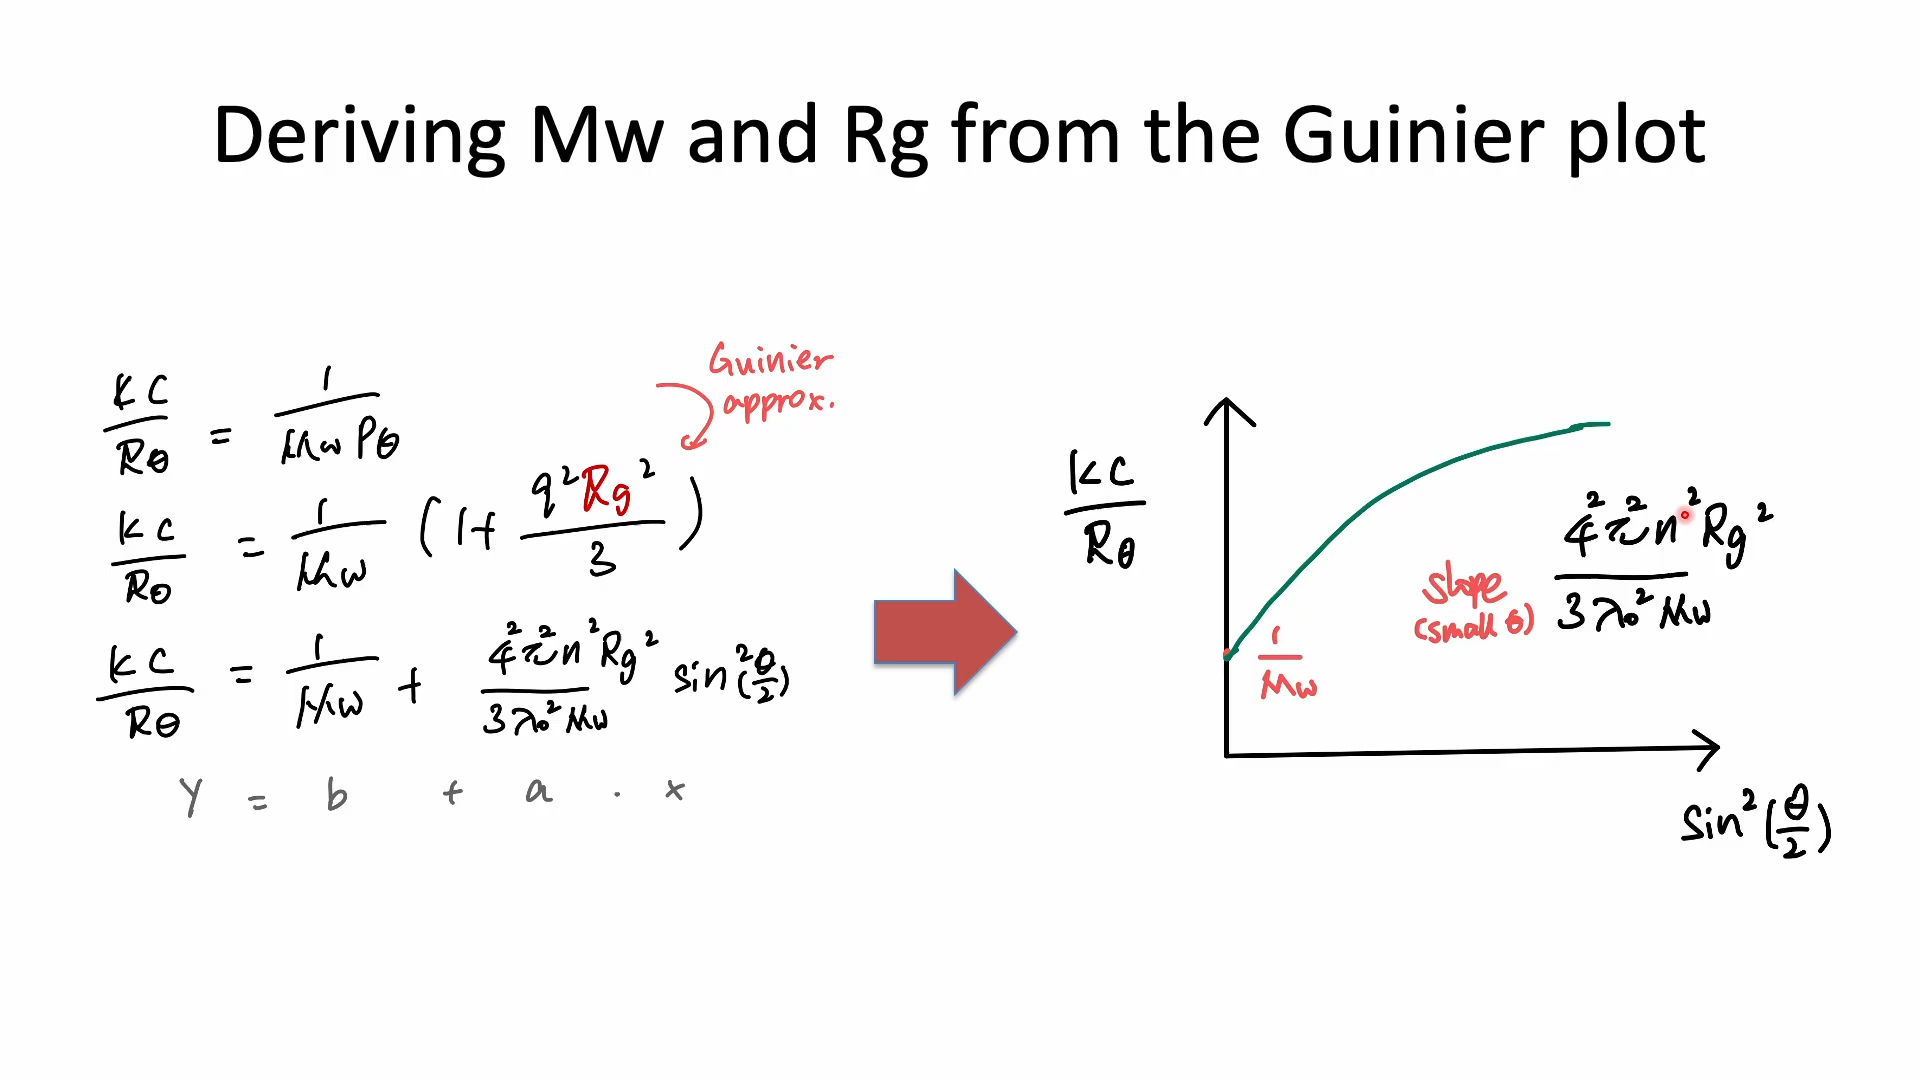 Deriving Mw and Rg from the Guinier plot
KC/Rθ = 1/(Mw Pθ)
Guinier
approx.
KC/Rθ = 1/Mw (1+ q²Rg²/3)
KC/Rθ = 1/Mw + 4²π²n²Rg²/3λ₀²Mw sin²(θ/2)
Y = b + a . x
KC/Rθ
1/Mw
slope
(small θ)
4²π²n²Rg²/3λ₀²Mw
Sin²(θ/2)